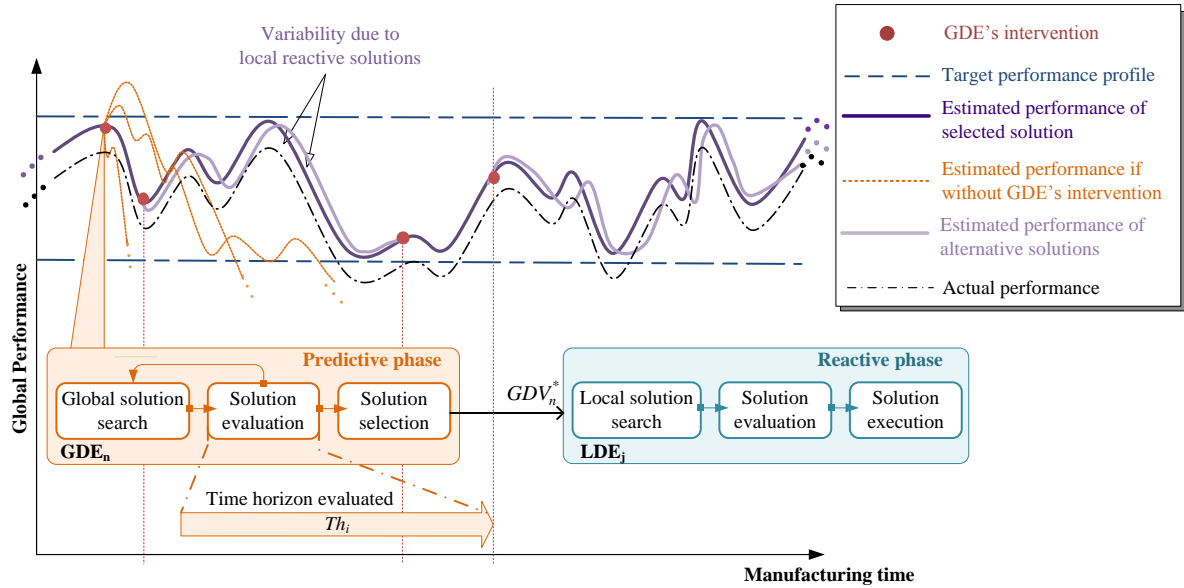 Variability due to
local reactive solutions
GDE's intervention
Target performance profile
Estimated performance of
selected solution
Estimated performance if
without GDE's intervention
Estimated performance of
alternative solutions
Actual performance
Global Performance
Predictive phase
Global solution
search
Solution
evaluation
Solution
selection
GDEn
GDV*n
Reactive phase
Local solution
search
Solution
evaluation
Solution
execution
LDEj
Time horizon evaluated
Thi
Manufacturing time